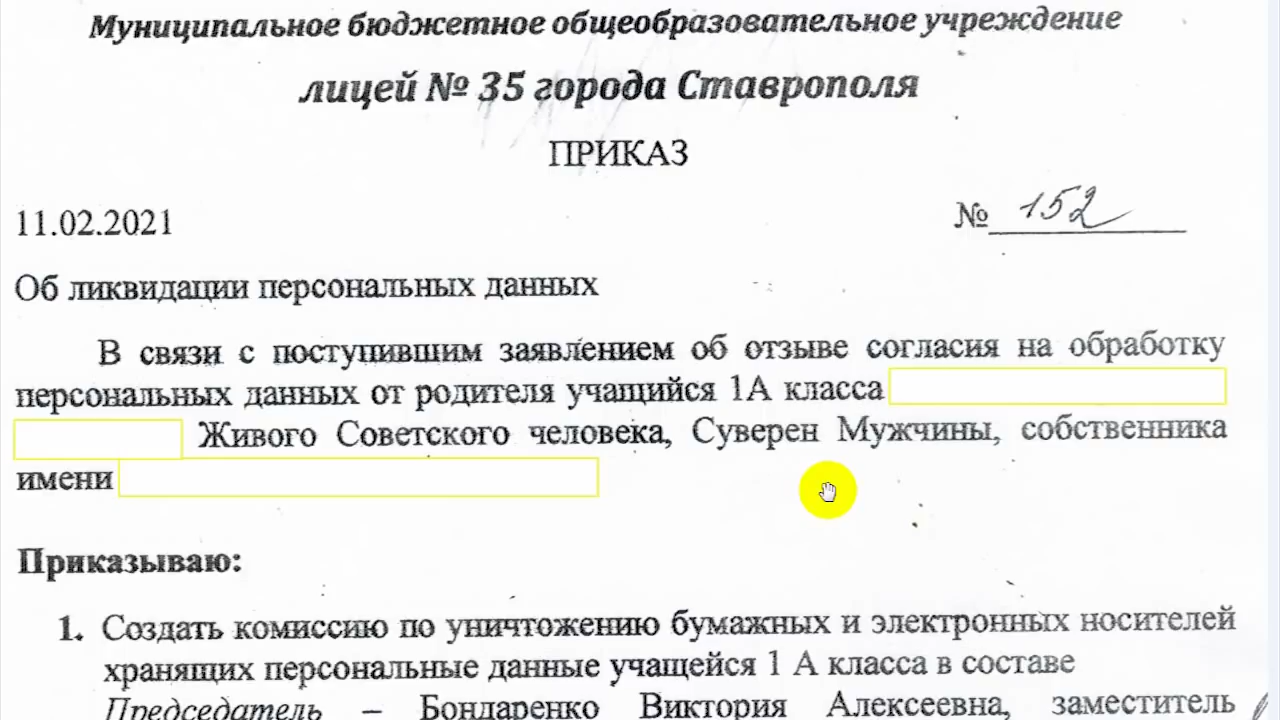 Муниципальное бюджетное общеобразовательное учреждение
лицей № 35 города Ставрополя
ПРИКАЗ
11.02.2021
№ 152
Об ликвидации персональных данных
В связи с поступившим заявлением об отзыве согласия на обработку
персональных данных от родителя учащийся 1А класса
Живого Советского человека, Суверен Мужчины, собственника
имени
Приказываю:
1. Создать комиссию по уничтожению бумажных и электронных носителей
хранящих персональные данные учащейся 1 А класса в составе
Председатель – Бондаренко Виктория Алексеевна, заместитель